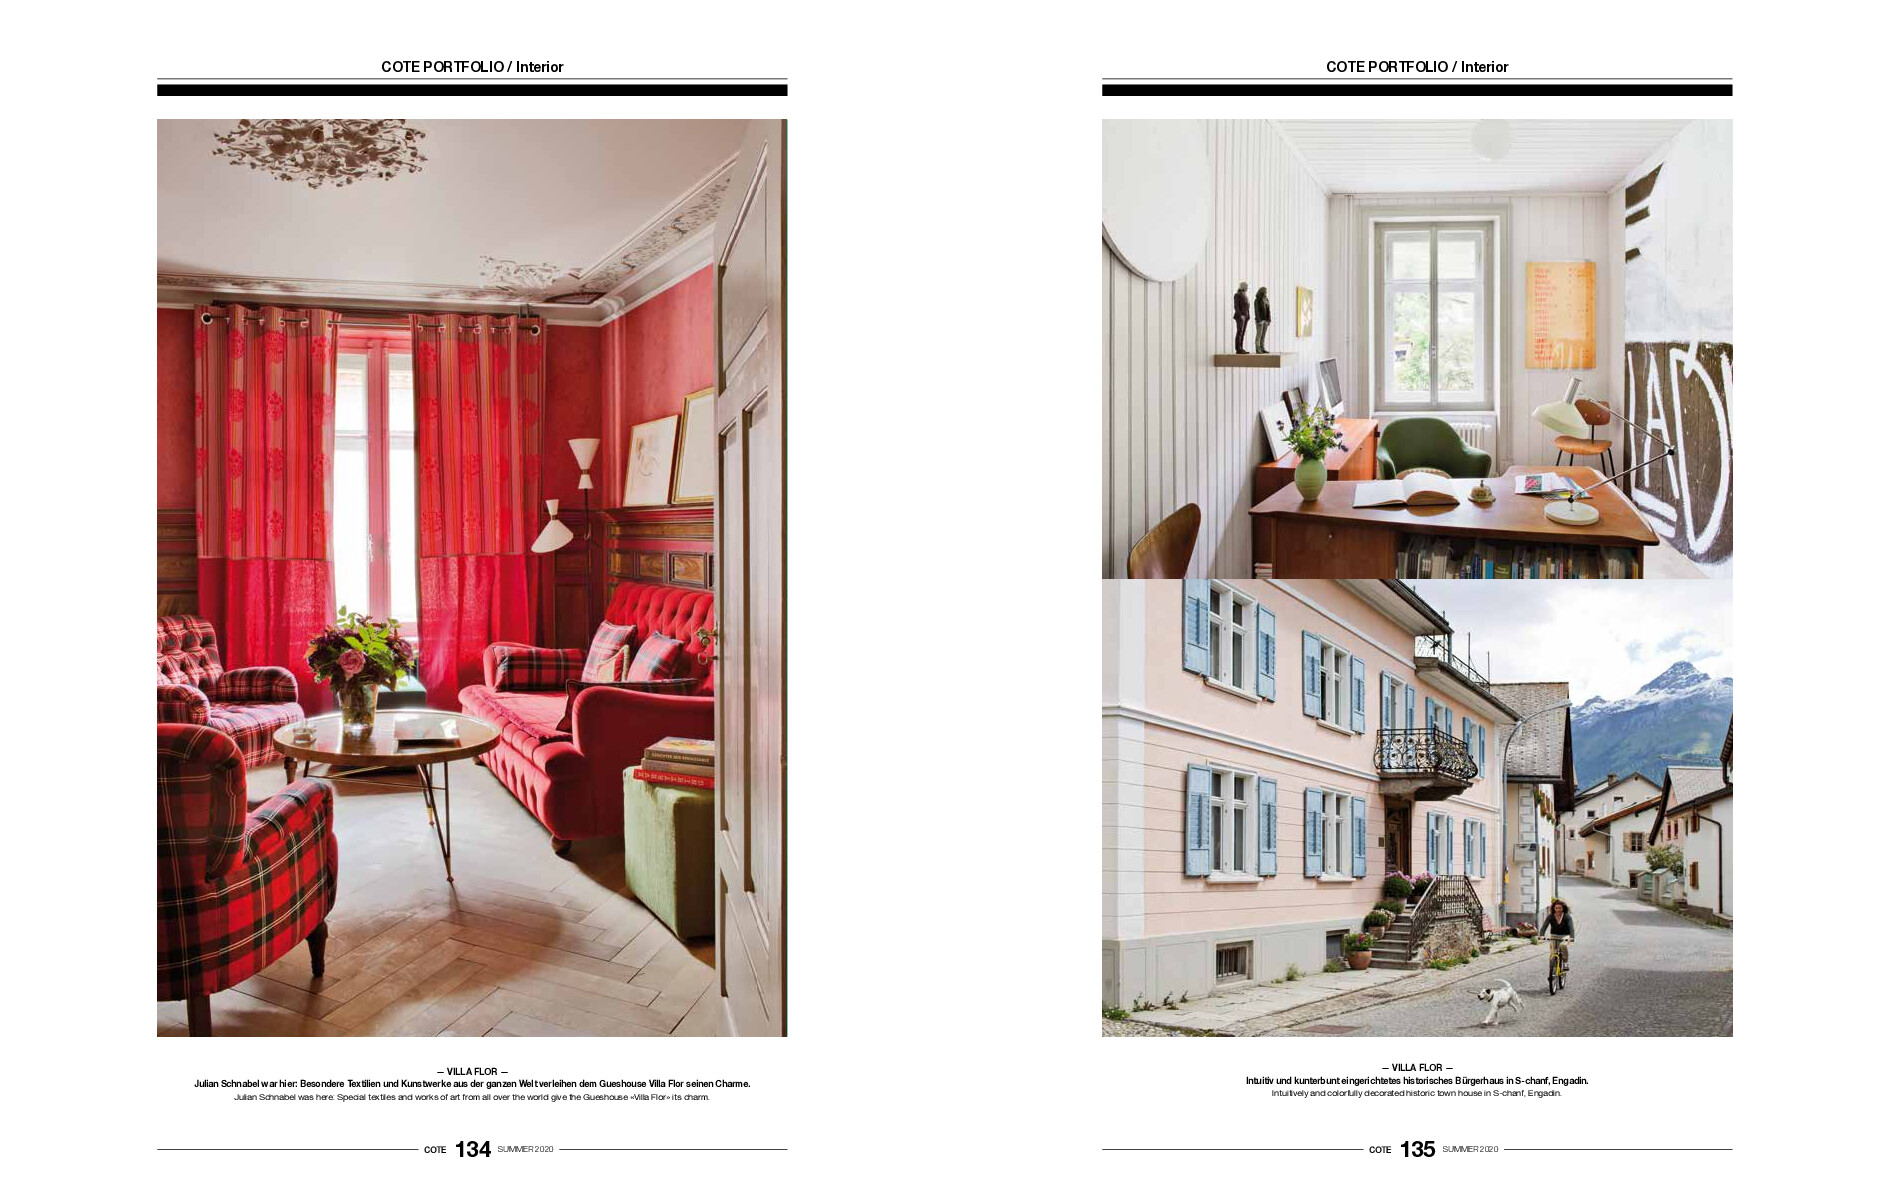 COTE PORTFOLIO / Interior
— VILLA FLOR —
Julian Schnabel war hier: Besondere Textilien und Kunstwerke aus der ganzen Welt verleihen dem Gueshouse Villa Flor seinen Charme.
Julian Schnabel was here: Special textiles and works of art from all over the world give the Gueshouse «Villa Flor» its charm.
COTE 134 SUMMER 2020
COTE PORTFOLIO / Interior
LAD
— VILLA FLOR —
Intuitiv und kunterbunt eingerichtetes historisches Bürgerhaus in S-chanf, Engadin.
Intuitively and colorfully decorated historic town house in S-chanf, Engadin.
COTE 135 SUMMER 2020